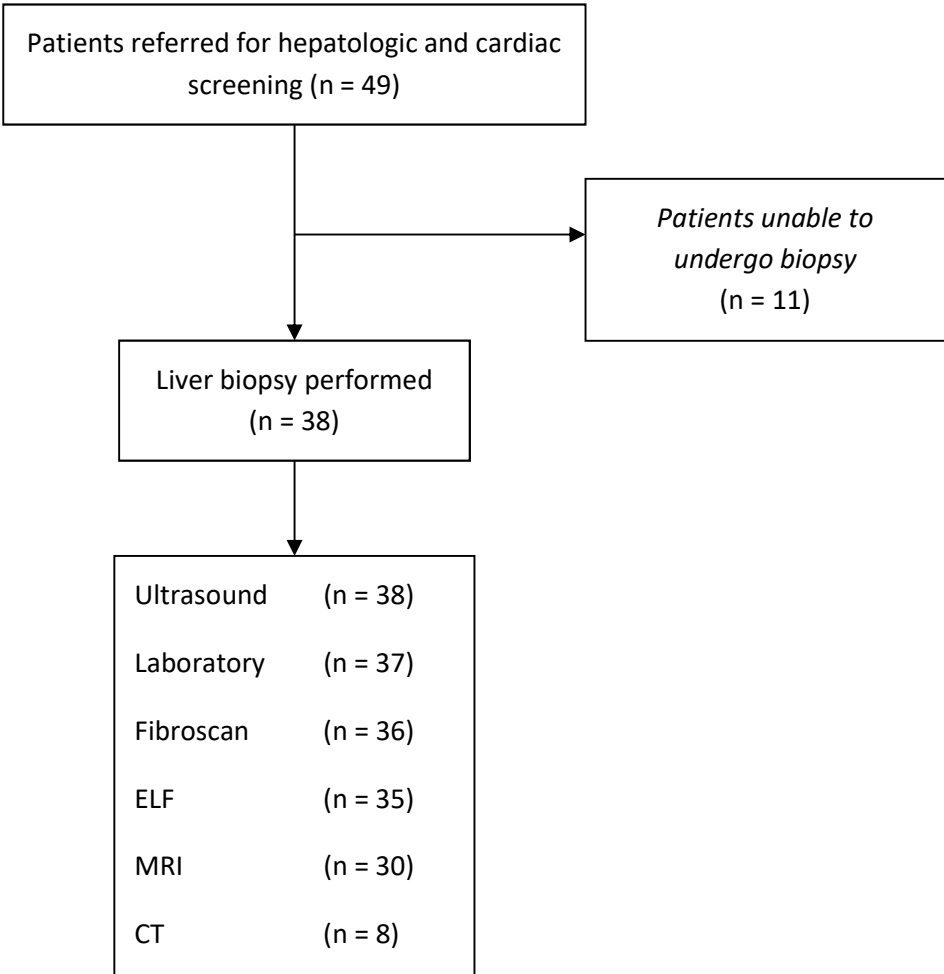 Patients referred for hepatologic and cardiac
screening (n = 49)
Patients unable to
undergo biopsy
(n = 11)
Liver biopsy performed
(n = 38)
Ultrasound (n = 38)
Laboratory (n = 37)
Fibroscan (n = 36)
ELF (n = 35)
MRI (n = 30)
CT (n = 8)